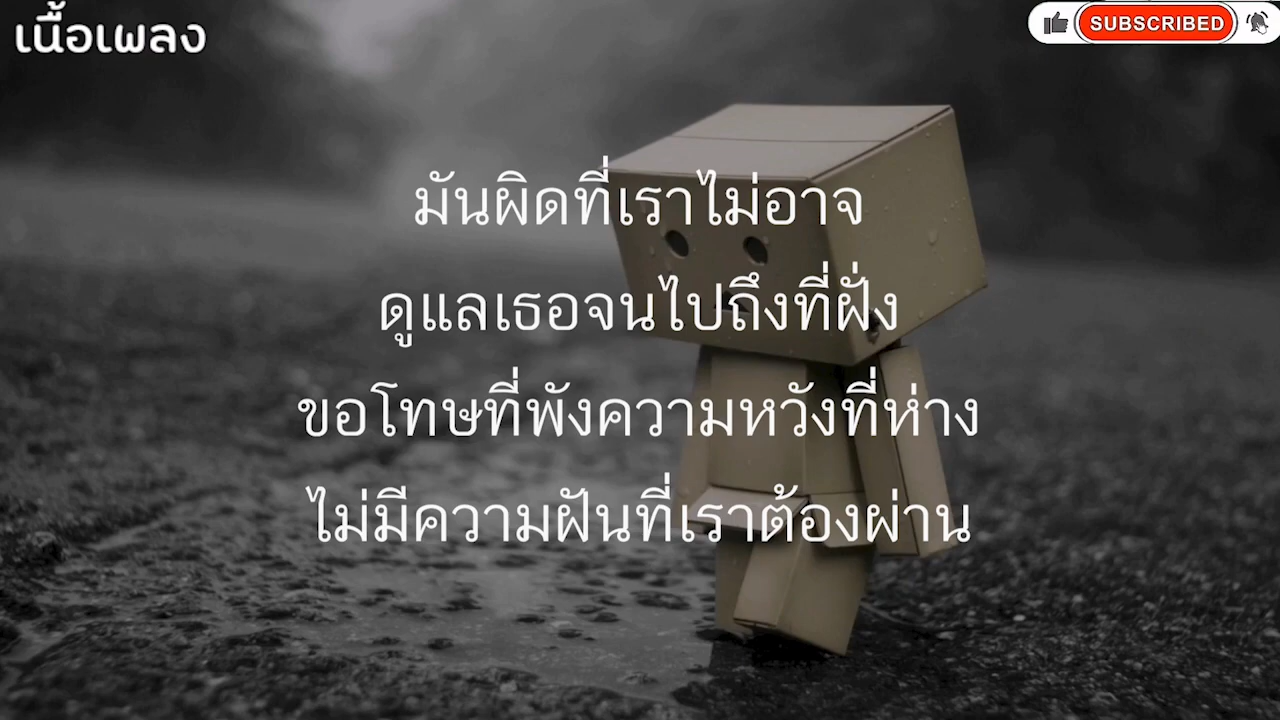 เนื้อเพลง
SUBSCRIBED
มันผิดที่เราไม่อาจ
ดูแลเธอจนไปถึงที่ฝั่ง
ขอโทษที่พังความหวังที่ห่าง
ไม่มีความฝันที่เราต้องผ่าน